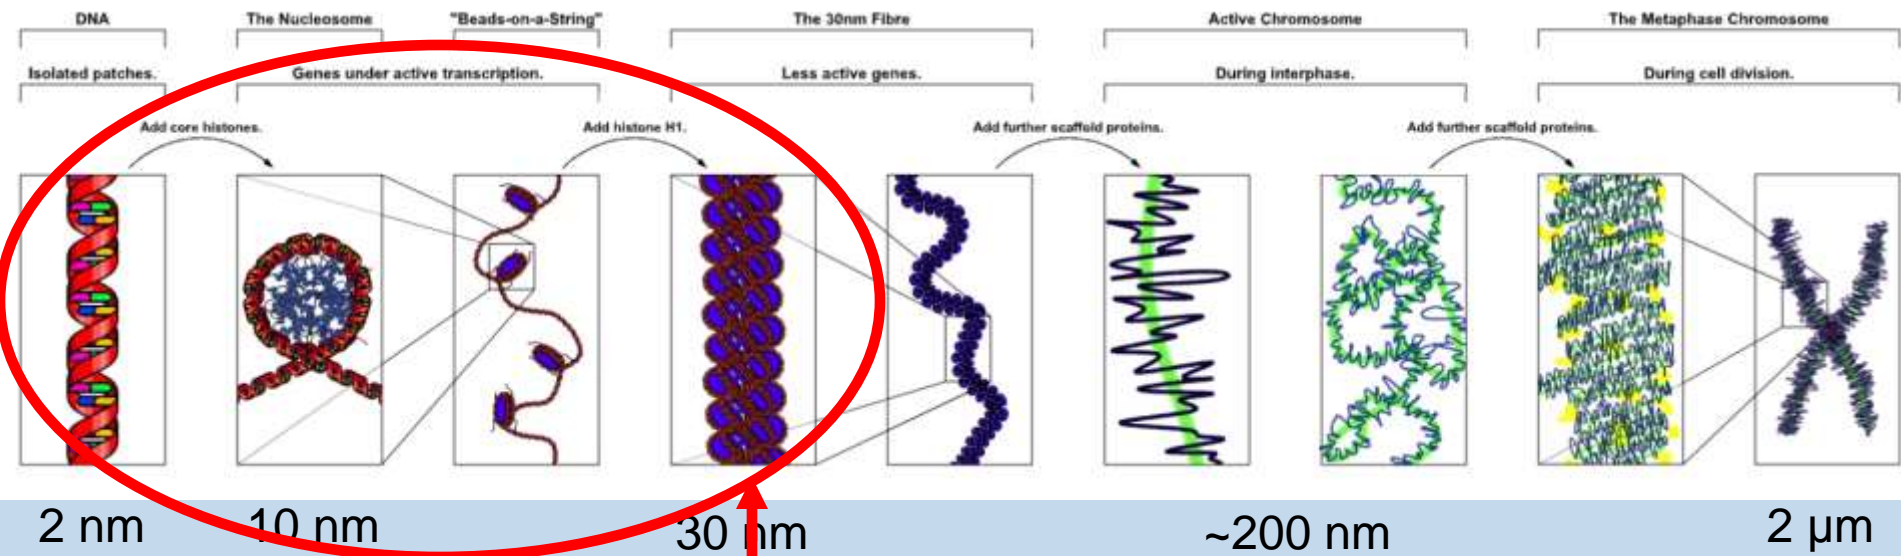 DNA
The Nucleosome
"Beads-on-a-String"
The 30nm Fibre
Active Chromosome
The Metaphase Chromosome
Isolated patches.
Genes under active transcription.
Less active genes.
During interphase.
During cell division.
Add core histones.
Add histone H1.
Add further scaffold proteins.
Add further scaffold proteins.
2 nm
10 nm
30 nm
~200 nm
2 µm